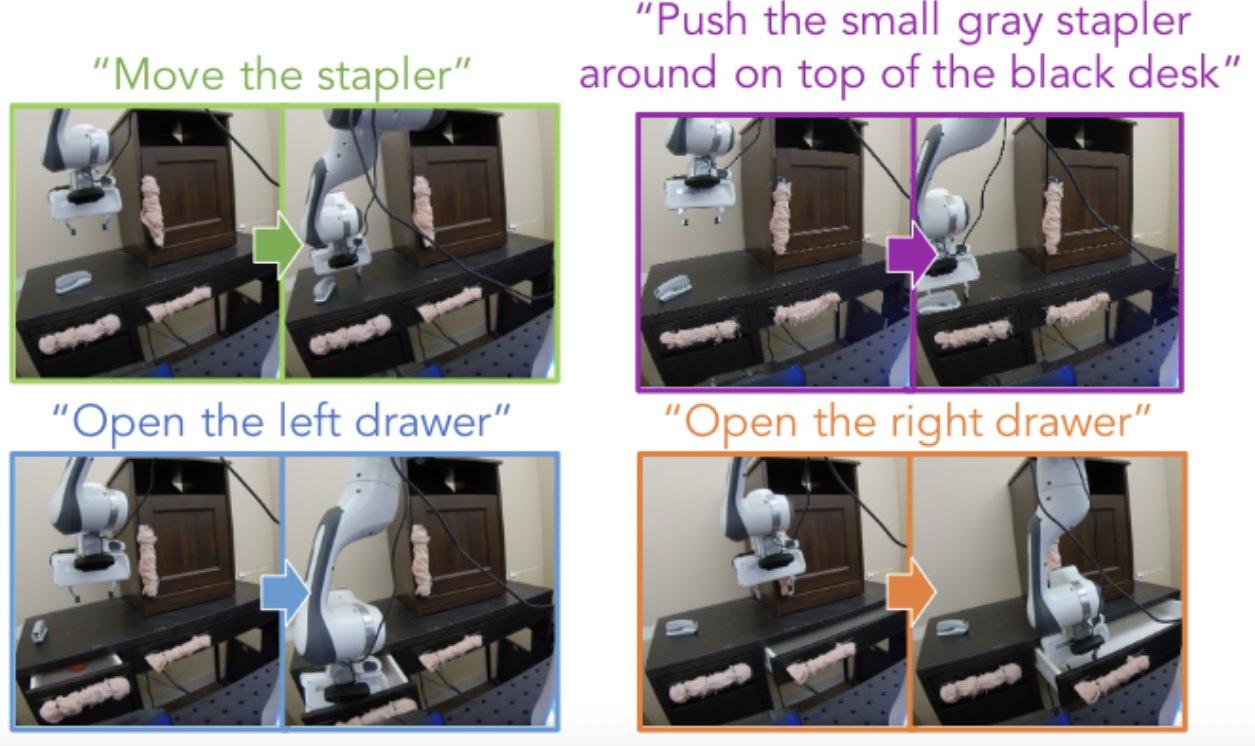 “Move the stapler”
“Push the small gray stapler
around on top of the black desk”
“Open the left drawer”
“Open the right drawer”